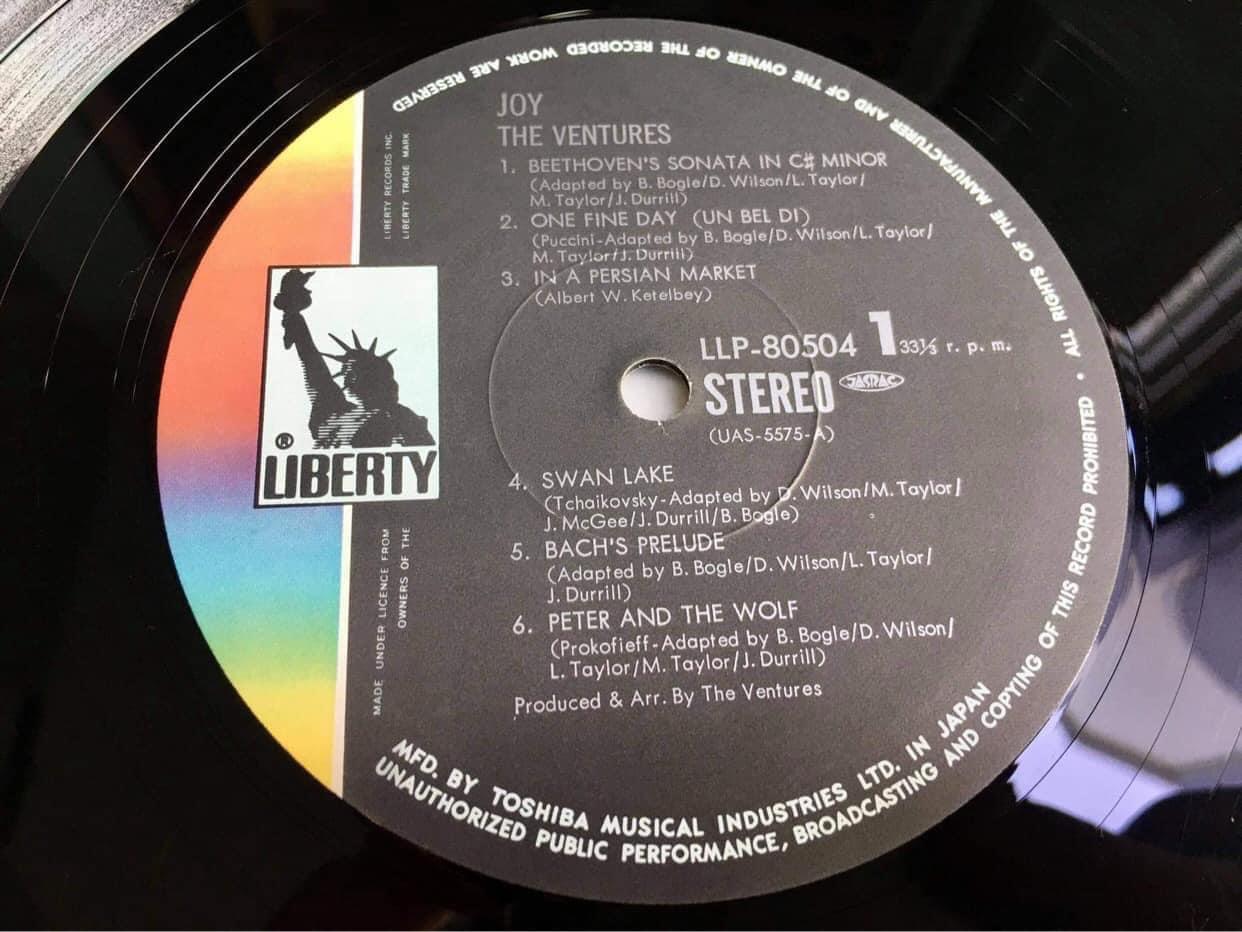 JOY
THE VENTURES
1. BEETHOVEN'S SONATA IN C♯ MINOR
(Adapted by B. Bogle/D. Wilson/L. Taylor/
M. Taylor/J. Durrill)
2. ONE FINE DAY (UN BEL DI)
(Puccini-Adapted by B. Bogle/D. Wilson/L. Taylor/
M. Taylor/J. Durrill)
3. IN A PERSIAN MARKET
(Albert W. Ketelbey)
LLP-80504 1 33⅓ r. p. m.
STEREO JASRAC
(UAS-5575-A)
4. SWAN LAKE
(Tchaikovsky-Adapted by D. Wilson/M. Taylor/
J. McGee/J. Durrill/B. Bogle)
5. BACH'S PRELUDE
(Adapted by B. Bogle/D. Wilson/L. Taylor/
J. Durrill)
6. PETER AND THE WOLF
(Prokofieff-Adapted by B. Bogle/D. Wilson/
L. Taylor/M. Taylor/J. Durrill)
Produced & Arr. By The Ventures
®
LIBERTY
MADE UNDER LICENCE FROM LIBERTY RECORDS INC.
OWNERS OF THE LIBERTY TRADE MARK
MFD. BY TOSHIBA MUSICAL INDUSTRIES LTD. IN JAPAN
UNAUTHORIZED PUBLIC PERFORMANCE, BROADCASTING AND COPYING OF THIS RECORD PROHIBITED • ALL RIGHTS OF THE MANUFACTURER AND OF THE OWNER OF THE RECORDED WORK ARE RESERVED